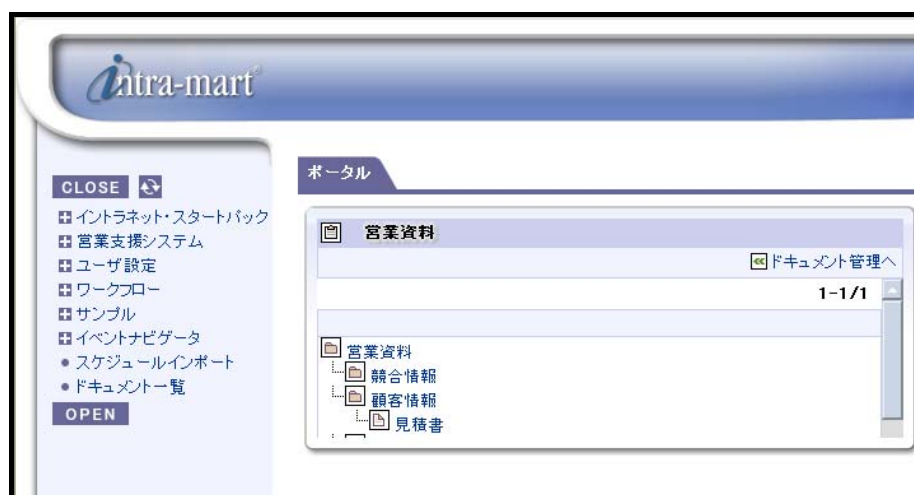 intra-mart
CLOSE
イントラネット・スタートパック
営業支援システム
ユーザ設定
ワークフロー
サンプル
イベントナビゲータ
スケジュールインポート
ドキュメント一覧
OPEN
ポータル
営業資料
ドキュメント管理へ
1-1/1
営業資料
競合情報
顧客情報
見積書